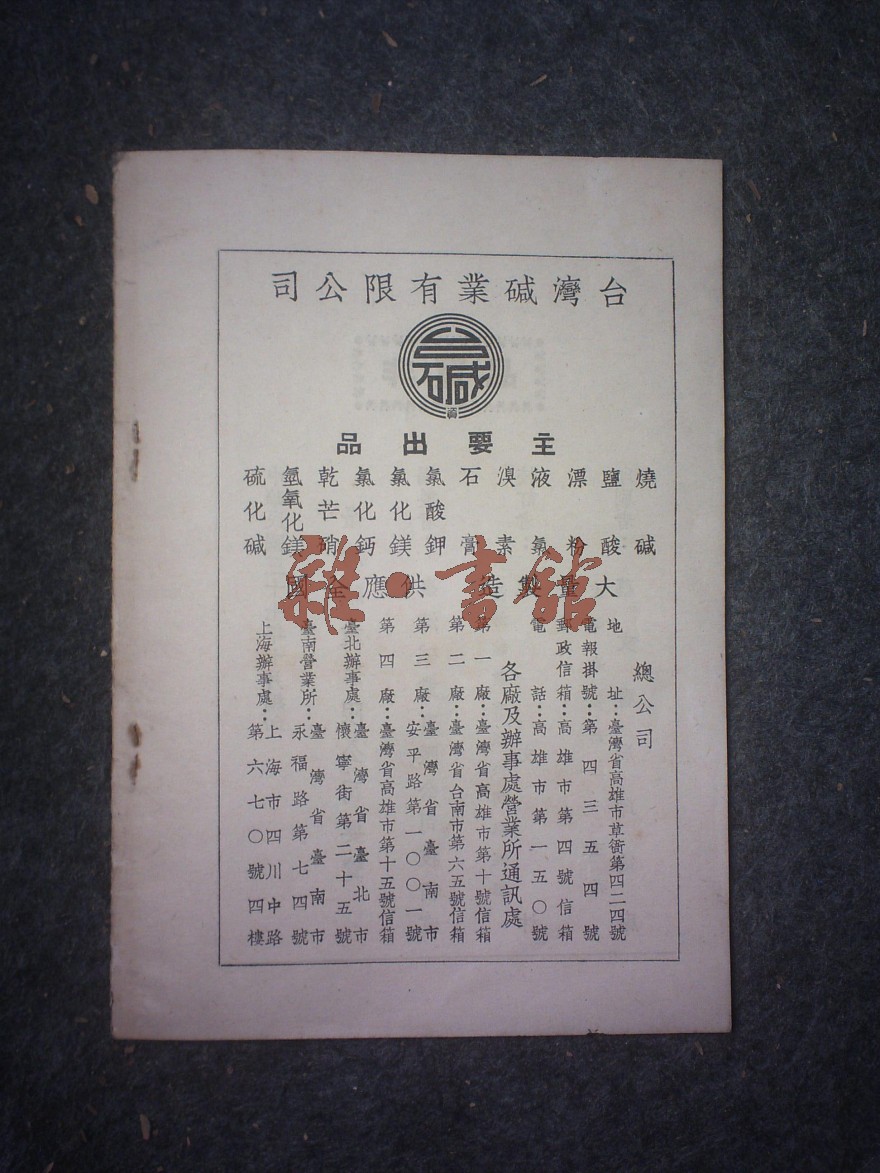 台灣碱業有限公司
台碱
主要出品
燒碱
鹽酸
漂粉
液氯
溴素
石膏
氯酸鉀
氯化鎂
氯化鈣
乾芒硝
氫氧化鎂
硫化碱
大量製造 供應全國
總公司
地址：臺灣省高雄市草衙第四二四號
電報掛號：第四三五四號
郵政信箱：高雄市第四號信箱
電話：高雄市第一五〇號
各廠及辦事處營業所通訊處
第一廠：臺灣省高雄市第十號信箱
第二廠：臺灣省台南市第六五號信箱
第三廠：臺灣省臺南市
安平路第一〇〇一號
第四廠：臺灣省高雄市第十五號信箱
臺北辦事處：臺灣省臺北市
懷寧街第二十五號
臺南營業所：臺灣省臺南市
永福路第七四號
上海辦事處：上海市四川中路
第六七〇號四樓
雜·書館